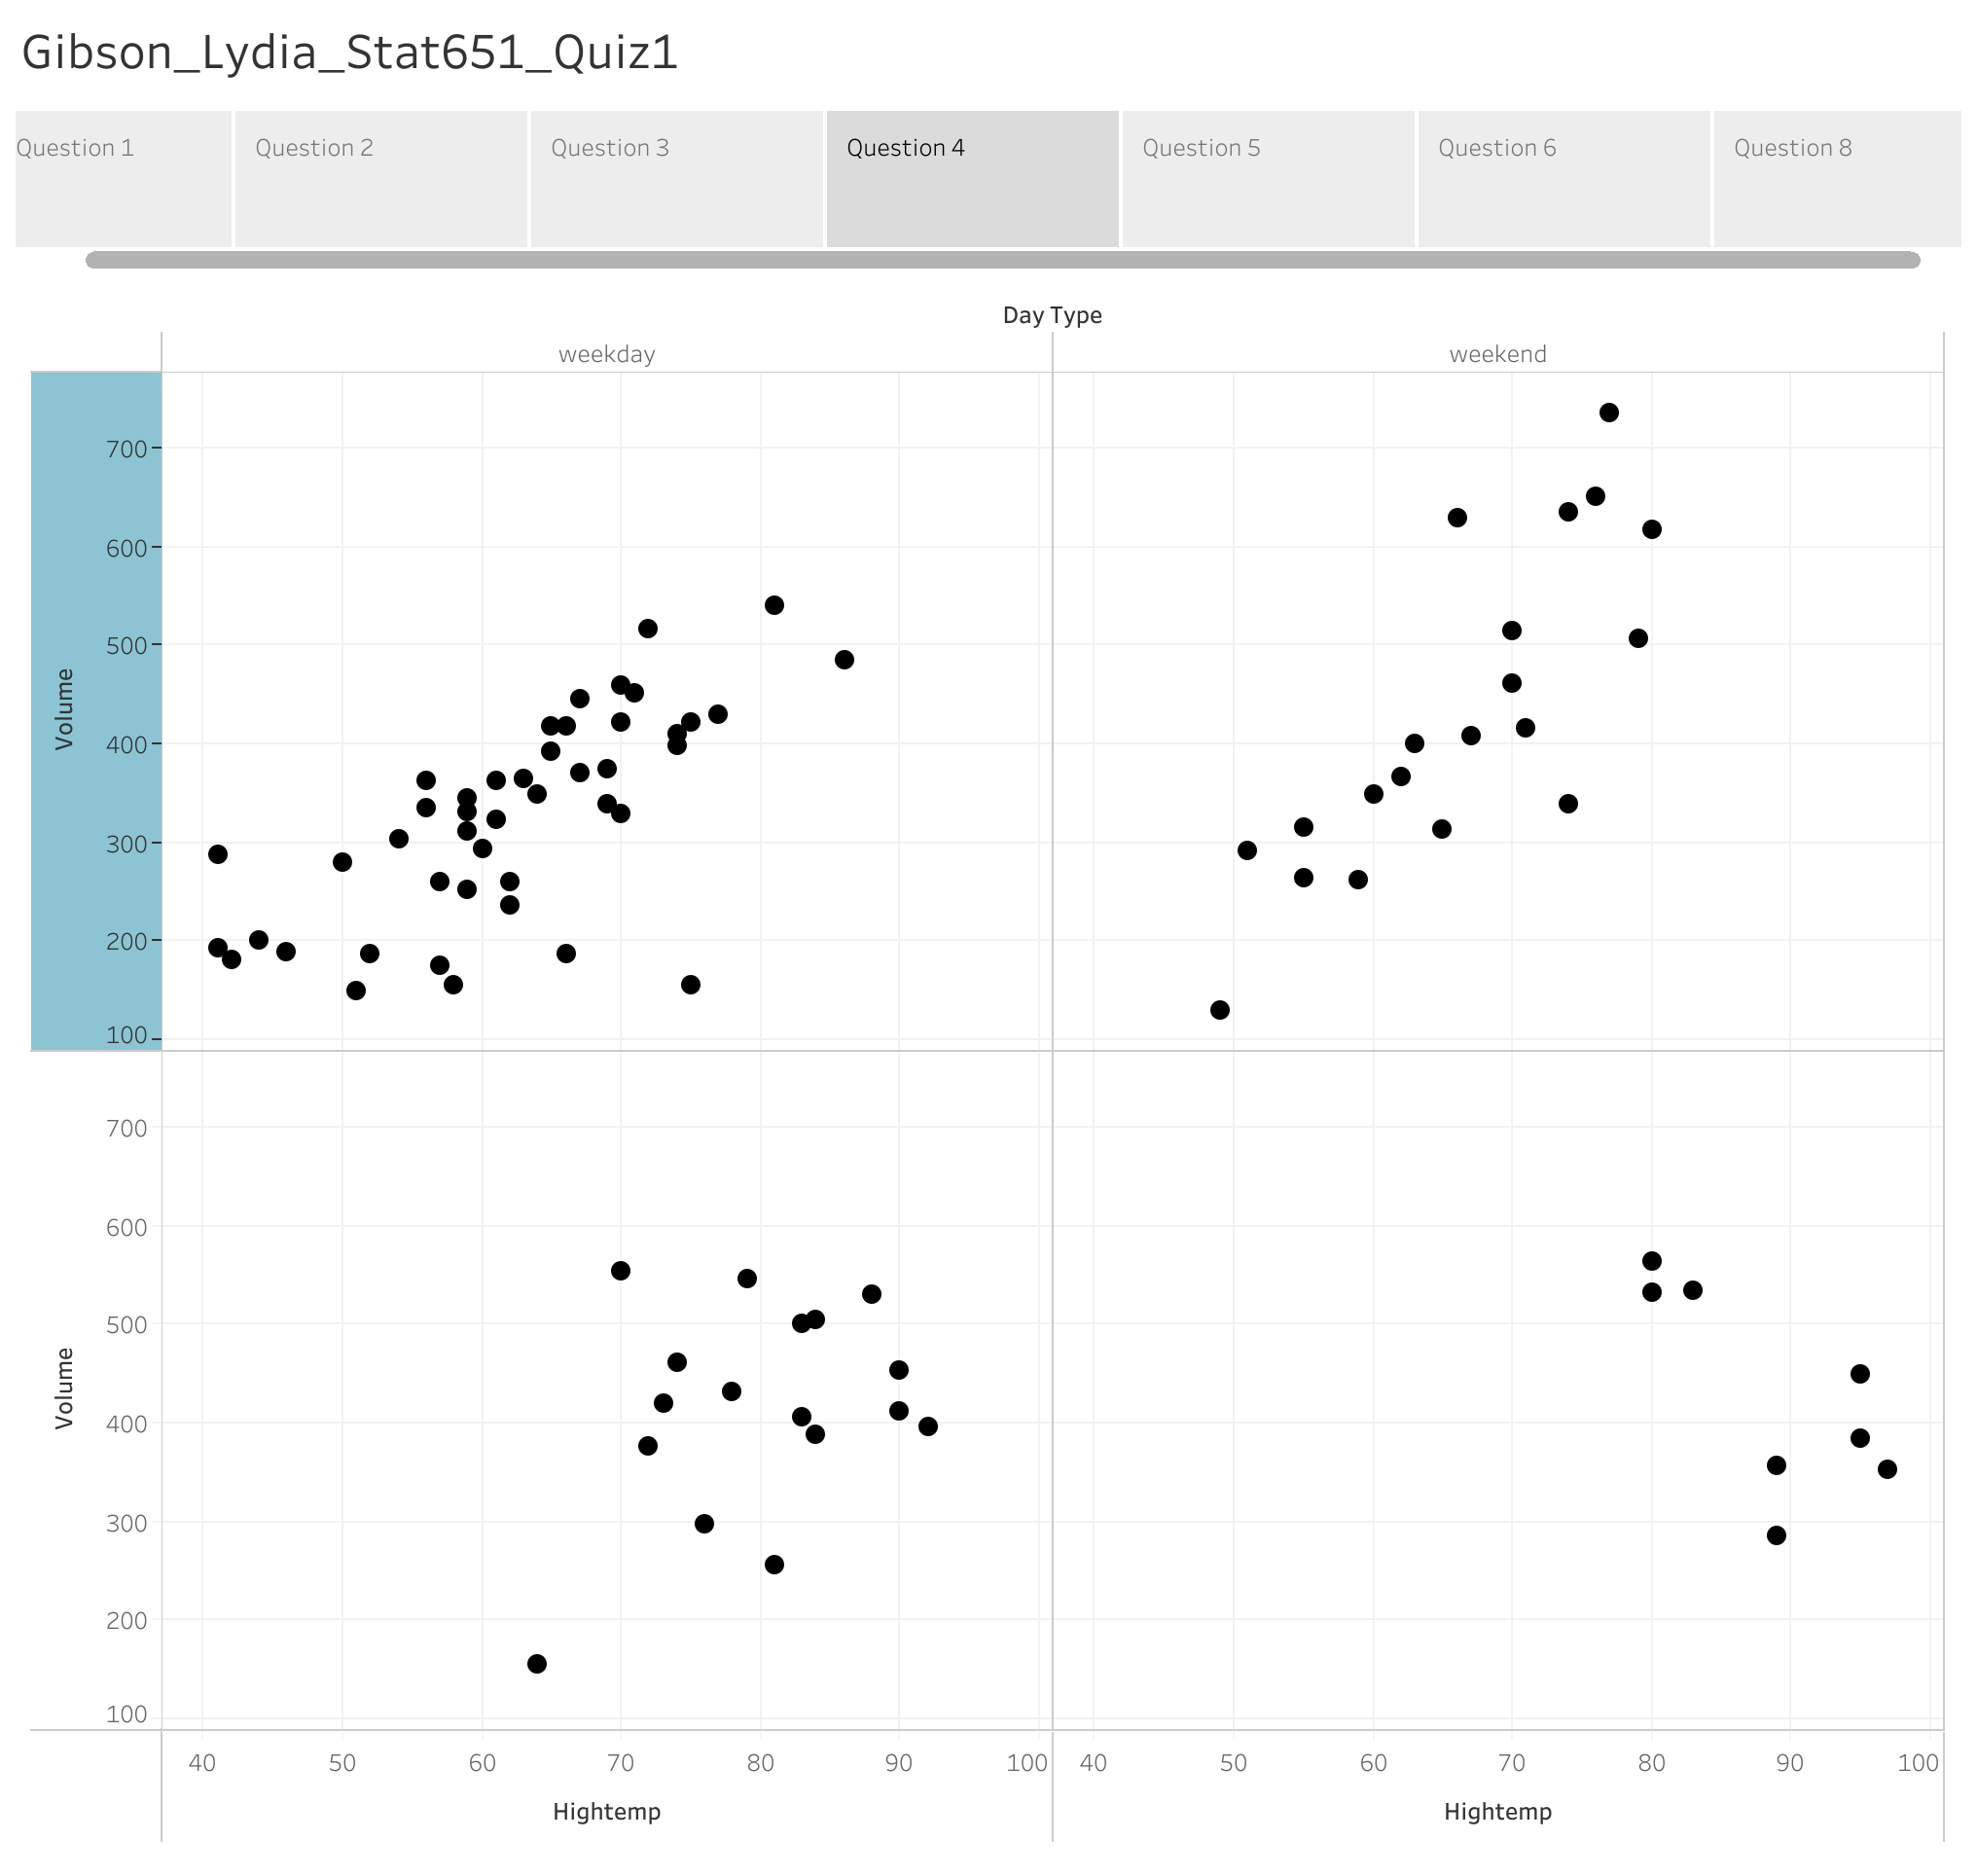 Gibson_Lydia_Stat651_Quiz1
Question 1 Question 2 Question 3 Question 4 Question 5 Question 6 Question 8
Day Type
weekday weekend
Volume
700
600
500
400
300
200
100
Volume
700
600
500
400
300
200
100
40 50 60 70 80 90 100 40 50 60 70 80 90 100
Hightemp Hightemp